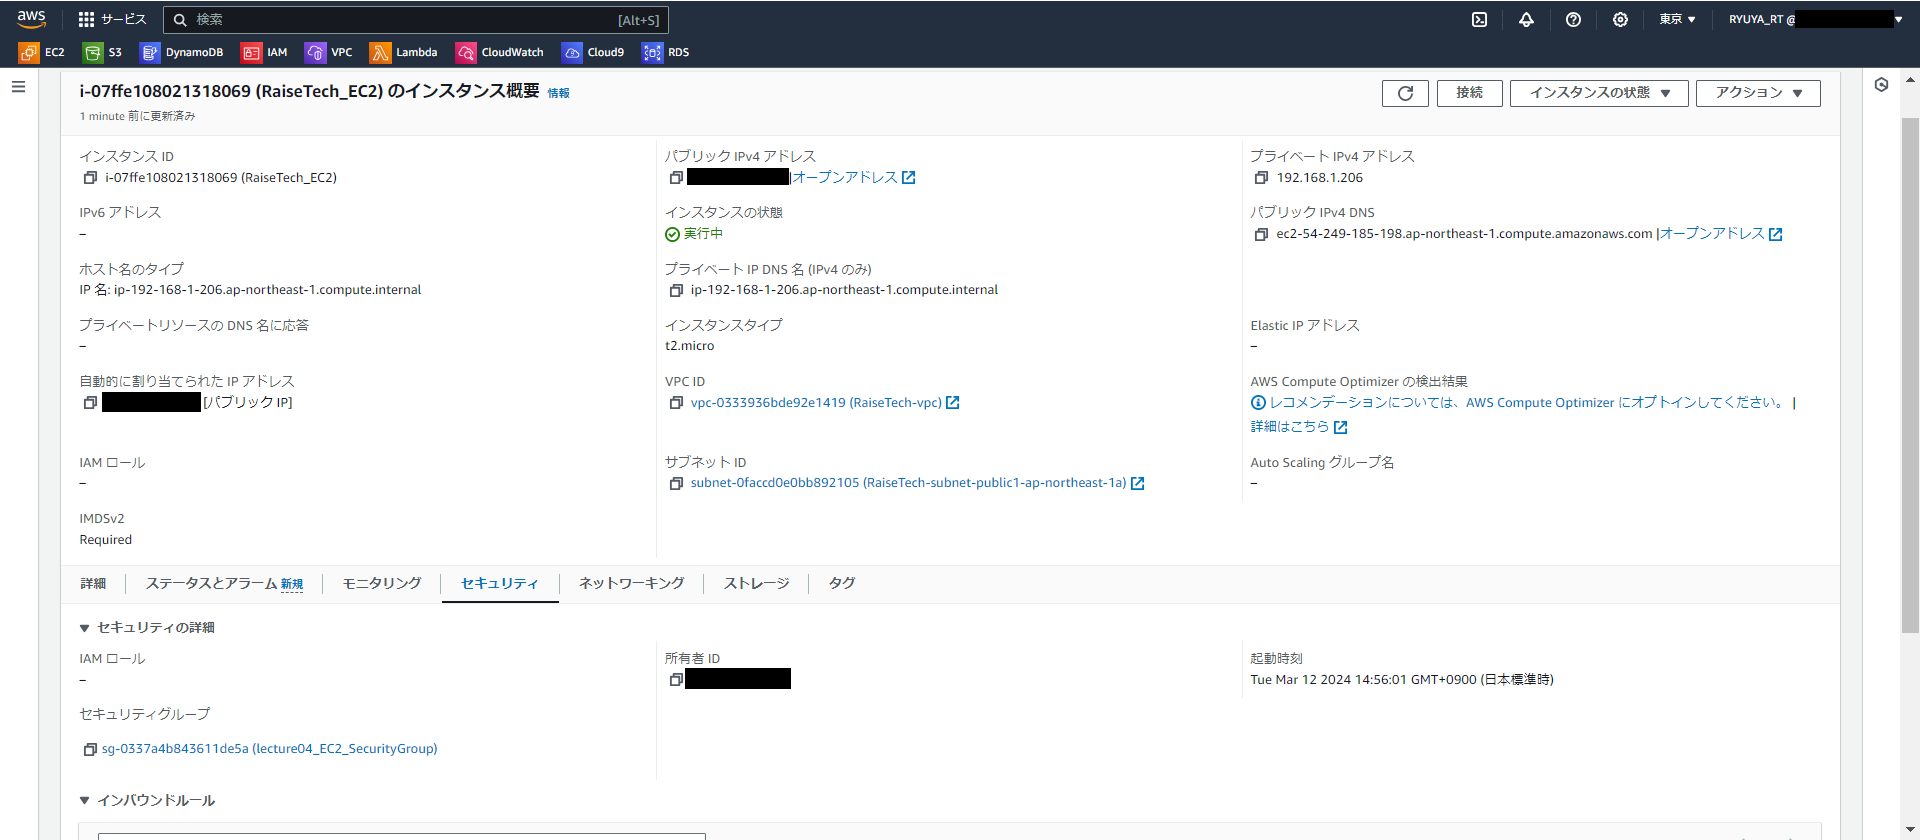 aws サービス 検索 [Alt+S] 東京 ▼ RYUYA_RT @ ▼
EC2 S3 DynamoDB IAM VPC Lambda CloudWatch Cloud9 RDS
i-07ffe108021318069 (RaiseTech_EC2) のインスタンス概要 情報
1 minute 前に更新済み
接続 インスタンスの状態 ▼ アクション ▼
インスタンス ID
i-07ffe108021318069 (RaiseTech_EC2)
パブリック IPv4 アドレス
|オープンアドレス
プライベート IPv4 アドレス
192.168.1.206
IPv6 アドレス
–
インスタンスの状態
実行中
パブリック IPv4 DNS
ec2-54-249-185-198.ap-northeast-1.compute.amazonaws.com |オープンアドレス
ホスト名のタイプ
IP 名: ip-192-168-1-206.ap-northeast-1.compute.internal
プライベート IP DNS 名 (IPv4 のみ)
ip-192-168-1-206.ap-northeast-1.compute.internal
プライベートリソースの DNS 名に応答
–
インスタンスタイプ
t2.micro
Elastic IP アドレス
–
自動的に割り当てられた IP アドレス
[パブリック IP]
VPC ID
vpc-0333936bde92e1419 (RaiseTech-vpc)
AWS Compute Optimizer の検出結果
レコメンデーションについては、AWS Compute Optimizer にオプトインしてください。 |
詳細はこちら
IAM ロール
–
サブネット ID
subnet-0faccd0e0bb892105 (RaiseTech-subnet-public1-ap-northeast-1a)
Auto Scaling グループ名
–
IMDSv2
Required
詳細 ステータスとアラーム 新規 モニタリング セキュリティ ネットワーキング ストレージ タグ
▼ セキュリティの詳細
IAM ロール
–
所有者 ID
起動時刻
Tue Mar 12 2024 14:56:01 GMT+0900 (日本標準時)
セキュリティグループ
sg-0337a4b843611de5a (lecture04_EC2_SecurityGroup)
▼ インバウンドルール